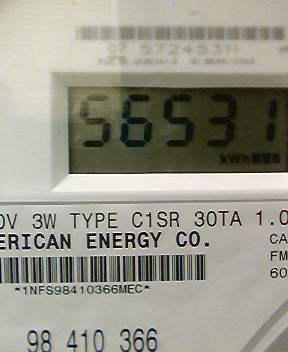 07 57245311
56531
kWh
0V 3W TYPE C1SR 30TA 1.0
ERICAN ENERGY CO.
CA
FM
60
*1NFS98410366MEC*
98 410 366